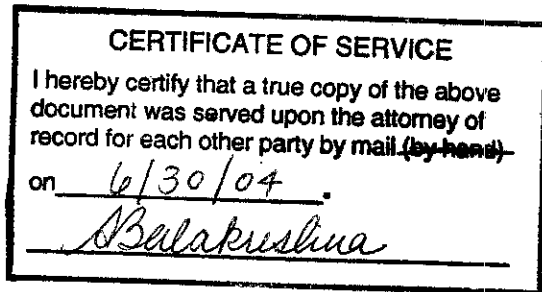 CERTIFICATE OF SERVICE
I hereby certify that a true copy of the above
document was served upon the attorney of
record for each other party by mail (by hand)
on 6/30/04.
SBalakrishna